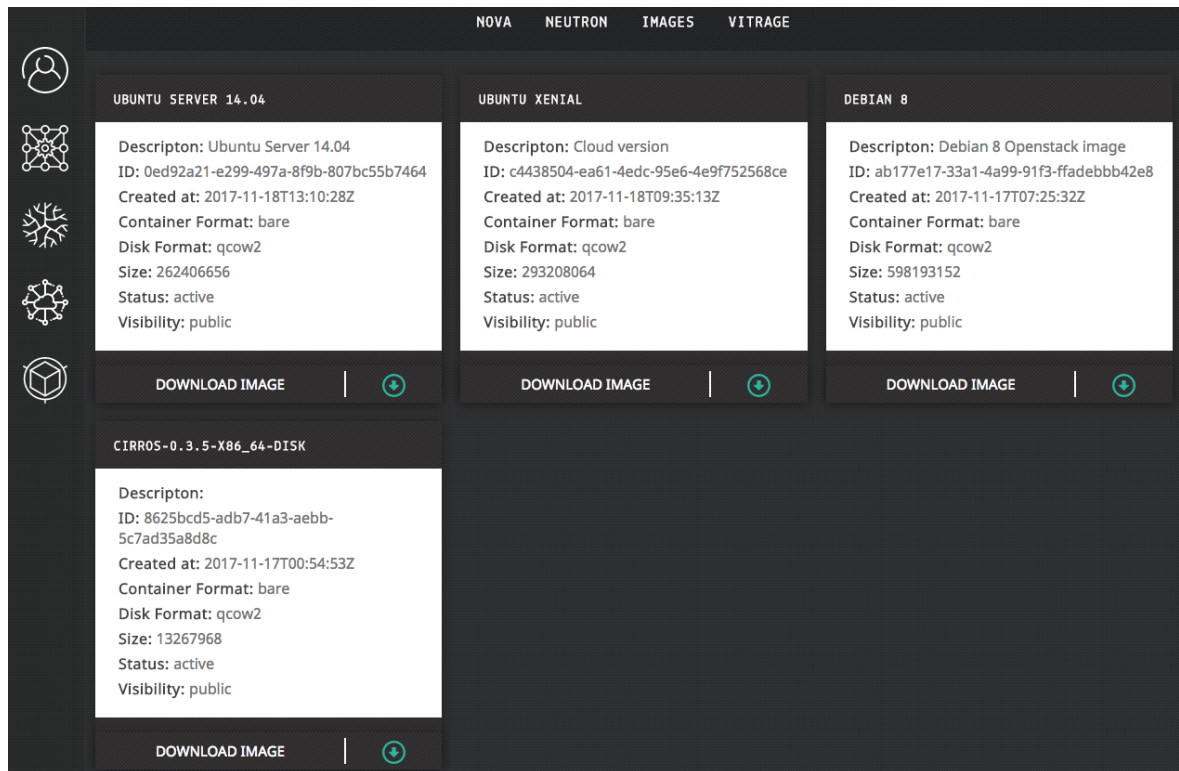 NOVA NEUTRON IMAGES VITRAGE
UBUNTU SERVER 14.04
Descripton: Ubuntu Server 14.04
ID: 0ed92a21-e299-497a-8f9b-807bc55b7464
Created at: 2017-11-18T13:10:28Z
Container Format: bare
Disk Format: qcow2
Size: 262406656
Status: active
Visibility: public
DOWNLOAD IMAGE
UBUNTU XENIAL
Descripton: Cloud version
ID: c4438504-ea61-4edc-95e6-4e9f752568ce
Created at: 2017-11-18T09:35:13Z
Container Format: bare
Disk Format: qcow2
Size: 293208064
Status: active
Visibility: public
DOWNLOAD IMAGE
DEBIAN 8
Descripton: Debian 8 Openstack image
ID: ab177e17-33a1-4a99-91f3-ffadebbb42e8
Created at: 2017-11-17T07:25:32Z
Container Format: bare
Disk Format: qcow2
Size: 598193152
Status: active
Visibility: public
DOWNLOAD IMAGE
CIRROS-0.3.5-X86_64-DISK
Descripton:
ID: 8625bcd5-adb7-41a3-aebb-
5c7ad35a8d8c
Created at: 2017-11-17T00:54:53Z
Container Format: bare
Disk Format: qcow2
Size: 13267968
Status: active
Visibility: public
DOWNLOAD IMAGE